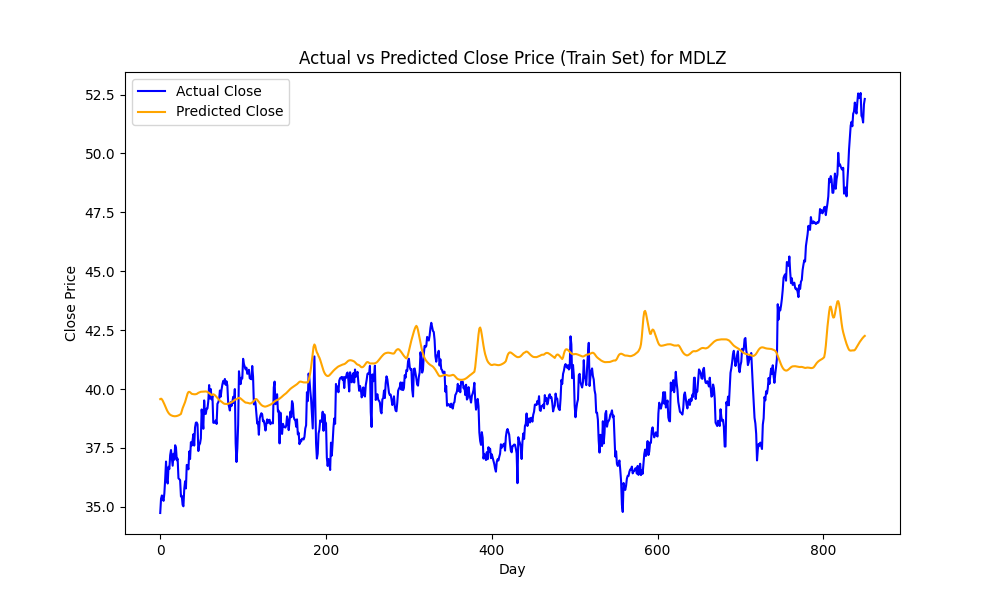 Actual vs Predicted Close Price (Train Set) for MDLZ
Actual Close
Predicted Close
52.5
50.0
47.5
45.0
42.5
40.0
37.5
35.0
Close Price
0
200
400
600
800
Day